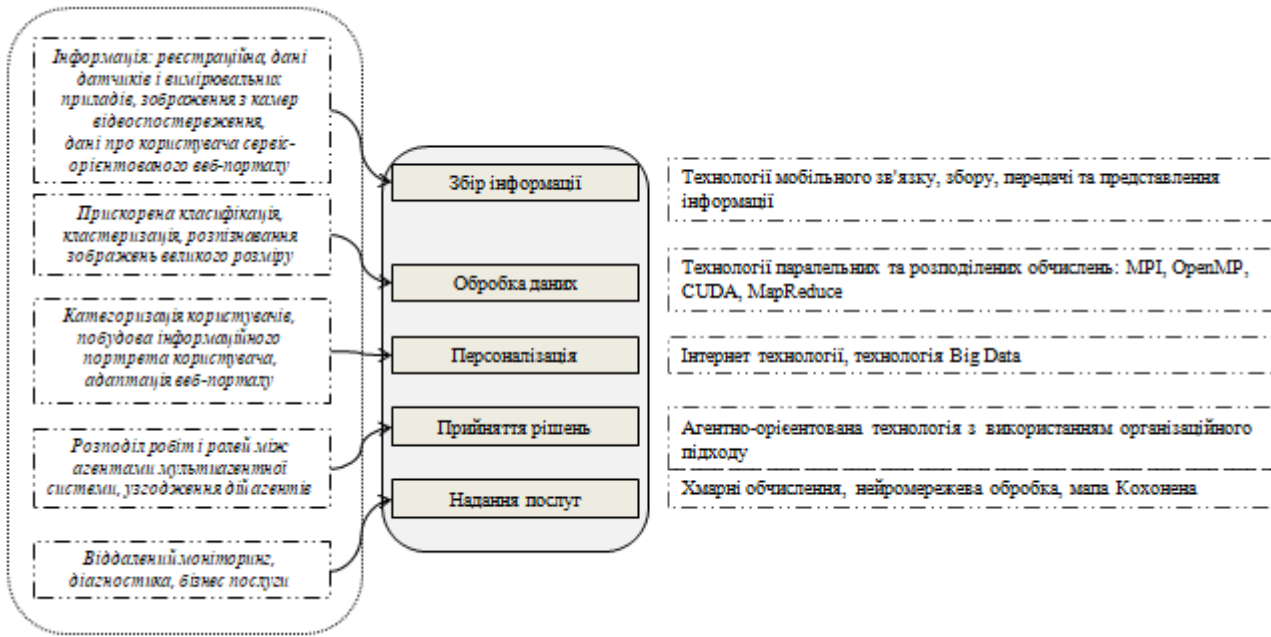 Інформація: реєстраційна, дані
датчиків і вимірювальних
приладів, зображення з камер
відеоспостереження,
дані про користувача сервіс-
орієнтованого веб-порталу
Прискорена класифікація,
кластеризація, розпізнавання
зображень великого розміру
Категоризація користувачів,
побудова інформаційного
портрета користувача,
адаптація веб-порталу
Розподіл робіт і ролей між
агентами мультиагентної
системи, узгодження дій агентів
Віддалений моніторинг,
діагностика, бізнес послуги
Збір інформації
Обробка даних
Персоналізація
Прийняття рішень
Надання послуг
Технології мобільного зв'язку, збору, передачі та представлення
інформації
Технології паралельних та розподілених обчислень: MPI, OpenMP,
CUDA, MapReduce
Інтернет технології, технологія Big Data
Агентно-орієентована технологія з використанням організаційного
підходу
Хмарні обчислення, нейромережева обробка, мапа Кохонена